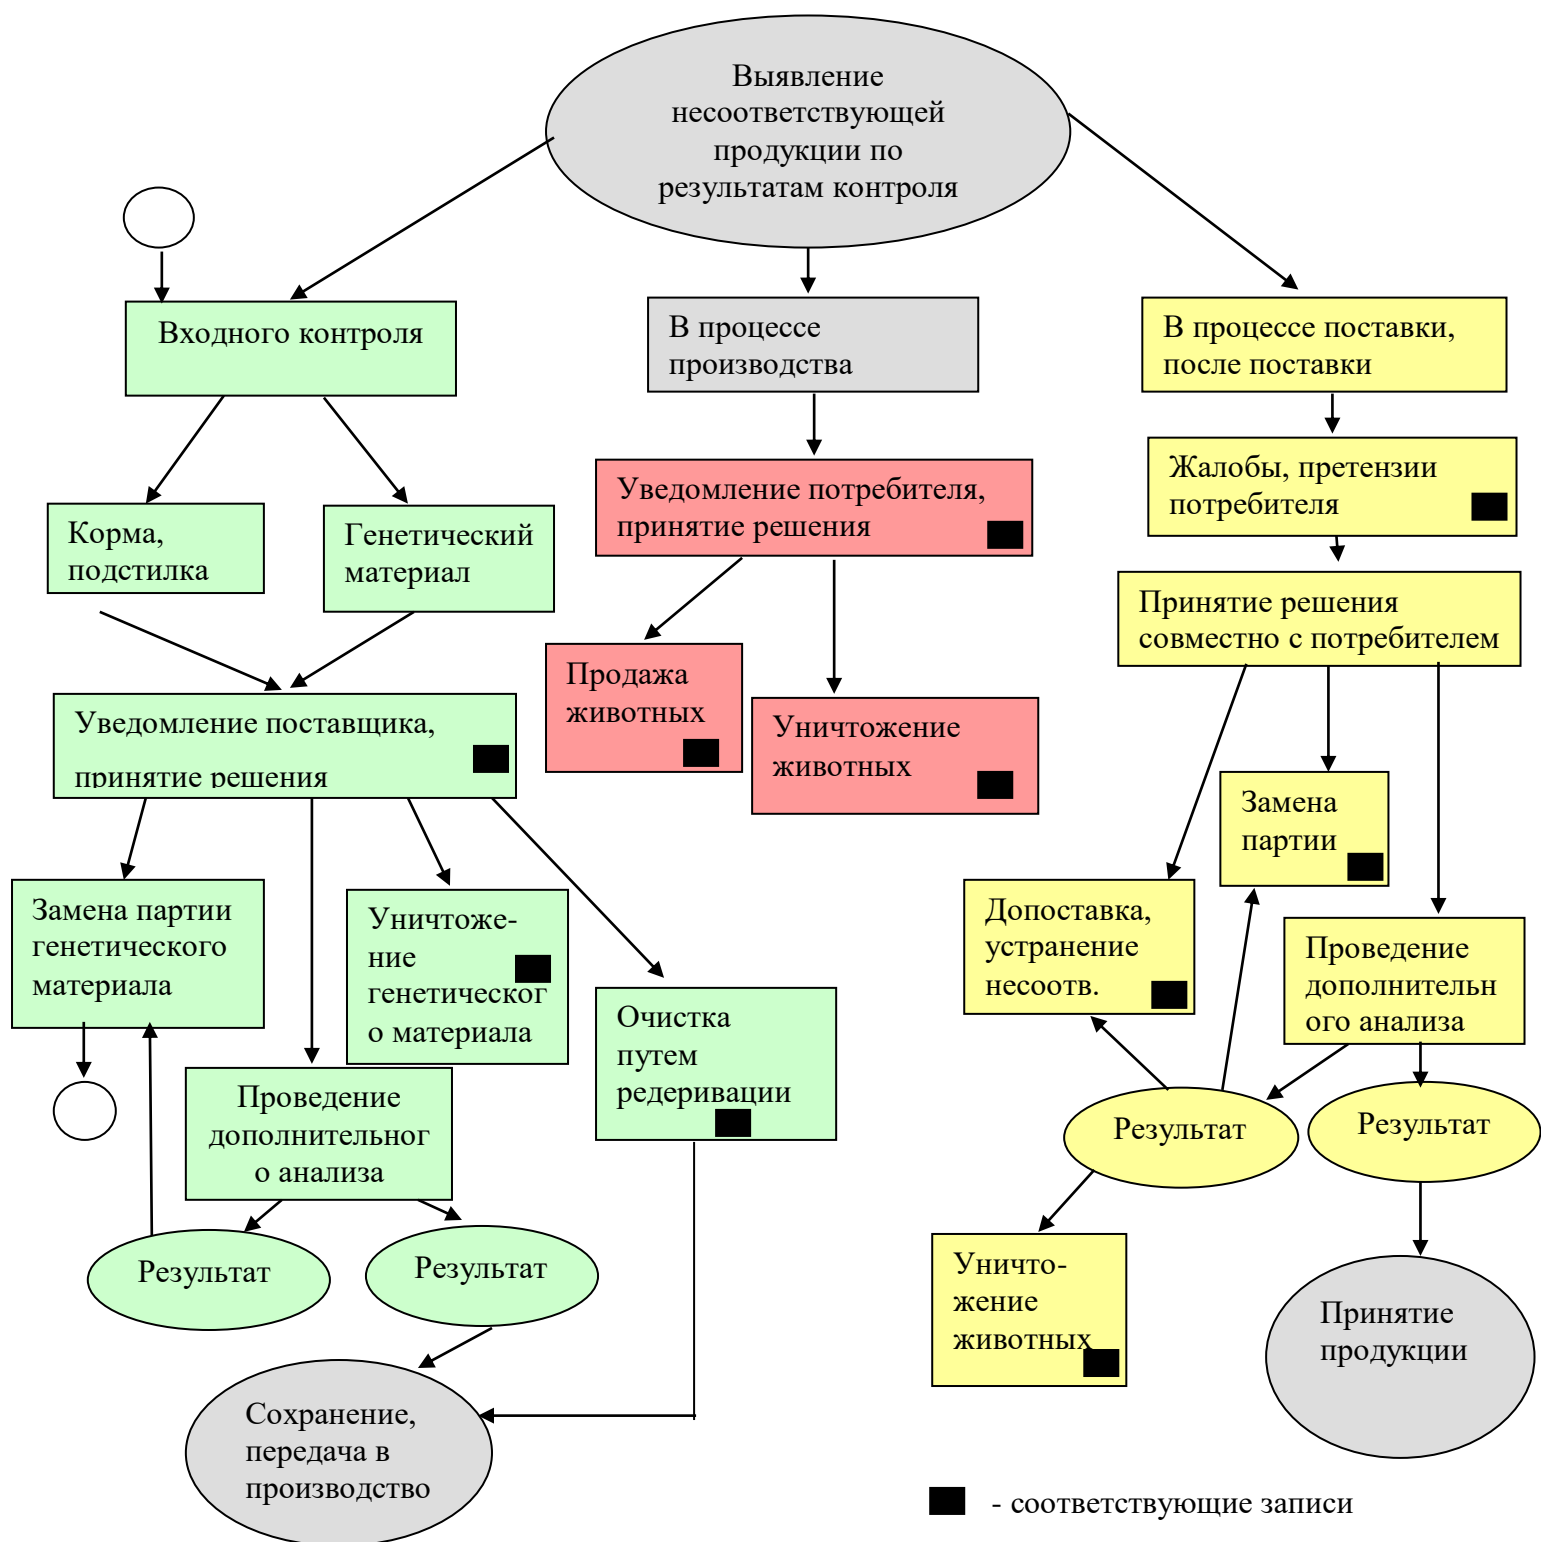 Выявление
несоответствующей
продукции по
результатам контроля
Входного контроля
В процессе
производства
В процессе поставки,
после поставки
Жалобы, претензии
потребителя
Уведомление потребителя,
принятие решения
Корма,
подстилка
Генетический
материал
Принятие решения
совместно с потребителем
Продажа
животных
Уничтожение
животных
Уведомление поставщика,
принятие решения
Замена
партии
Замена партии
генетического
материала
Уничтоже-
ние
генетическог
о материала
Допоставка,
устранение
несоотв.
Проведение
дополнительн
ого анализа
Очистка
путем
редеривации
Проведение
дополнительног
о анализа
Результат
Результат
Результат
Результат
Уничто-
жение
животных
Принятие
продукции
Сохранение,
передача в
производство
- соответствующие записи